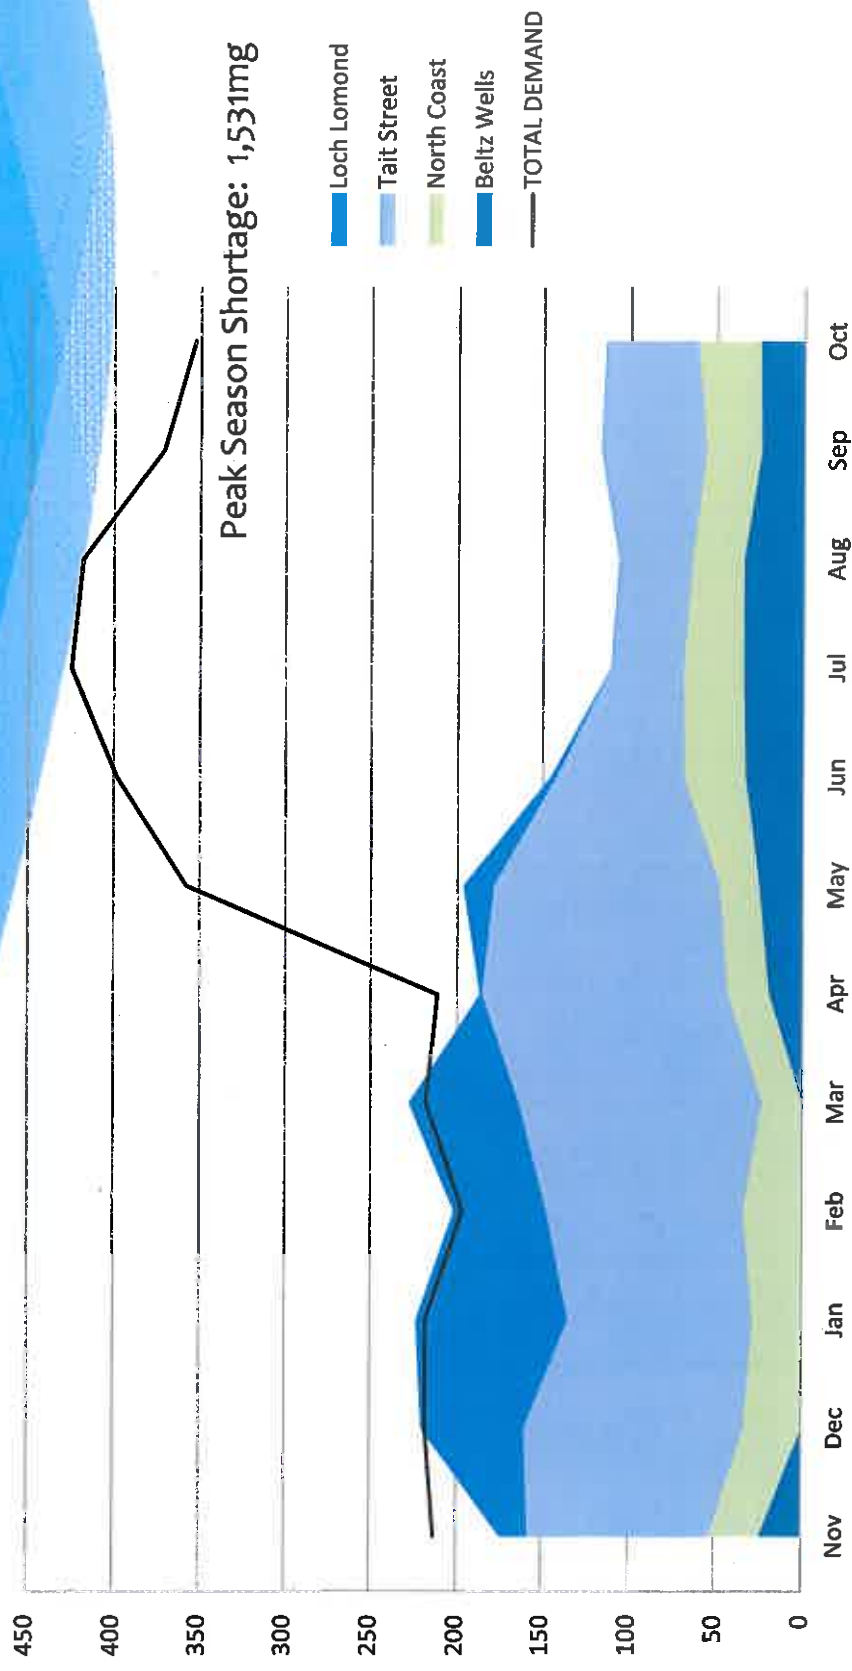 Peak Season Shortage: 1,531mg
450
400
350
300
250
200
150
100
50
0
Nov
Dec
Jan
Feb
Mar
Apr
May
Jun
Jul
Aug
Sep
Oct
Loch Lomond
Tait Street
North Coast
Beltz Wells
TOTAL DEMAND